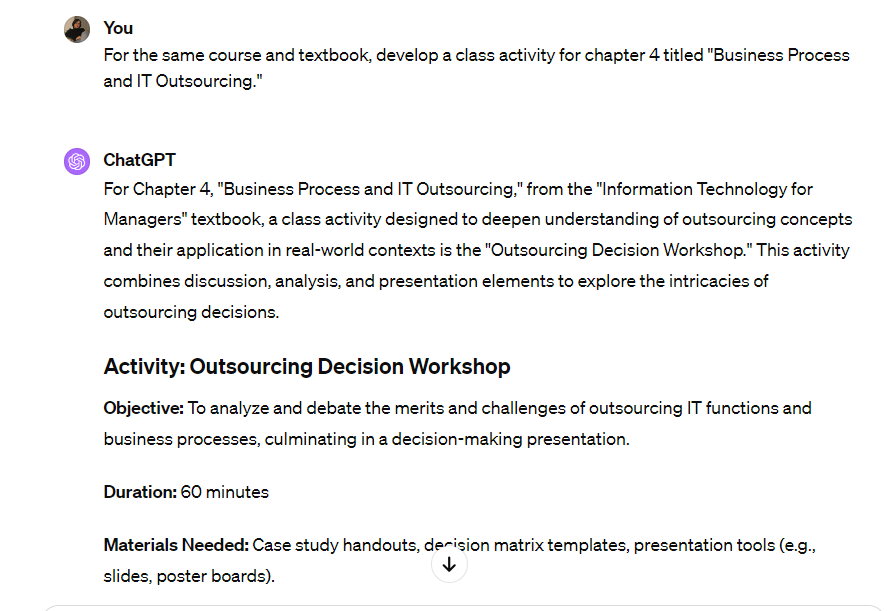 You
For the same course and textbook, develop a class activity for chapter 4 titled "Business Process
and IT Outsourcing."
ChatGPT
For Chapter 4, "Business Process and IT Outsourcing," from the "Information Technology for
Managers" textbook, a class activity designed to deepen understanding of outsourcing concepts
and their application in real-world contexts is the "Outsourcing Decision Workshop." This activity
combines discussion, analysis, and presentation elements to explore the intricacies of
outsourcing decisions.
Activity: Outsourcing Decision Workshop
Objective: To analyze and debate the merits and challenges of outsourcing IT functions and
business processes, culminating in a decision-making presentation.
Duration: 60 minutes
Materials Needed: Case study handouts, decision matrix templates, presentation tools (e.g.,
slides, poster boards).